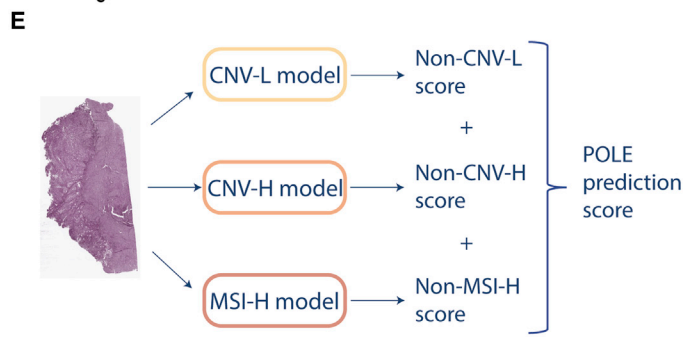 E
CNV-L model
Non-CNV-L
score
+
CNV-H model
Non-CNV-H
score
+
MSI-H model
Non-MSI-H
score
POLE
prediction
score